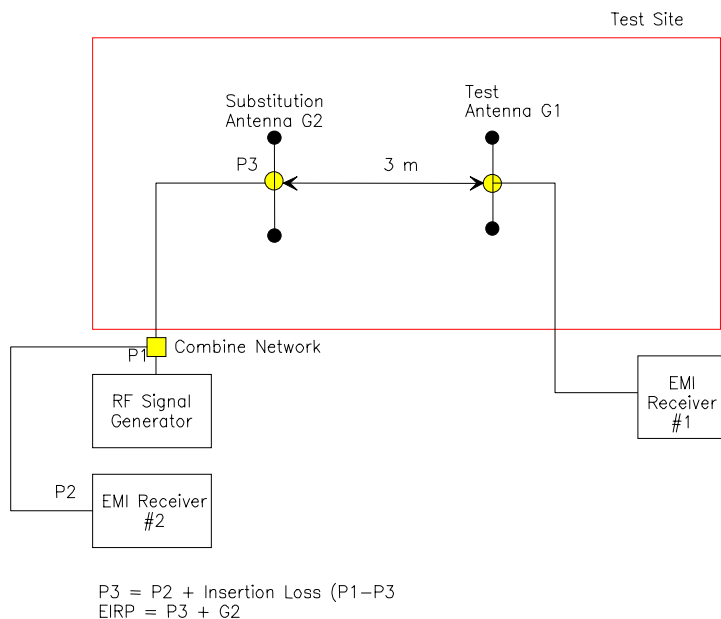 Test Site
Substitution
Antenna G2
Test
Antenna G1
P3
3 m
P1
Combine Network
RF Signal
Generator
EMI
Receiver
#1
P2
EMI Receiver
#2
P3 = P2 + Insertion Loss (P1-P3
EIRP = P3 + G2